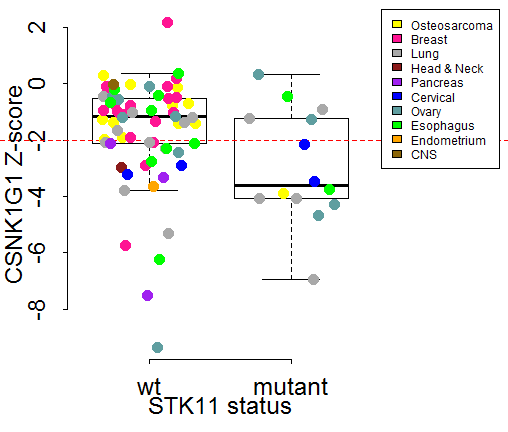 CSNK1G1 Z-score
2
0
-2
-4
-6
-8
wt mutant
STK11 status
Osteosarcoma
Breast
Lung
Head & Neck
Pancreas
Cervical
Ovary
Esophagus
Endometrium
CNS